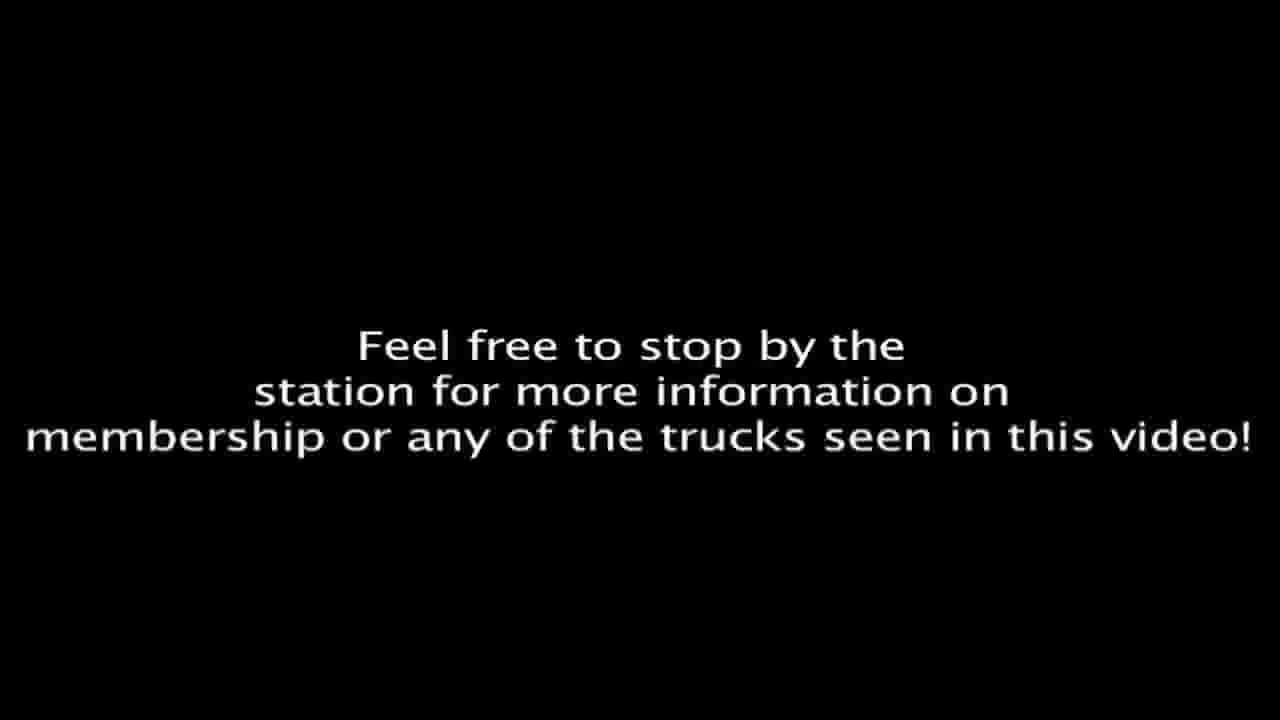 Feel free to stop by the
station for more information on
membership or any of the trucks seen in this video!